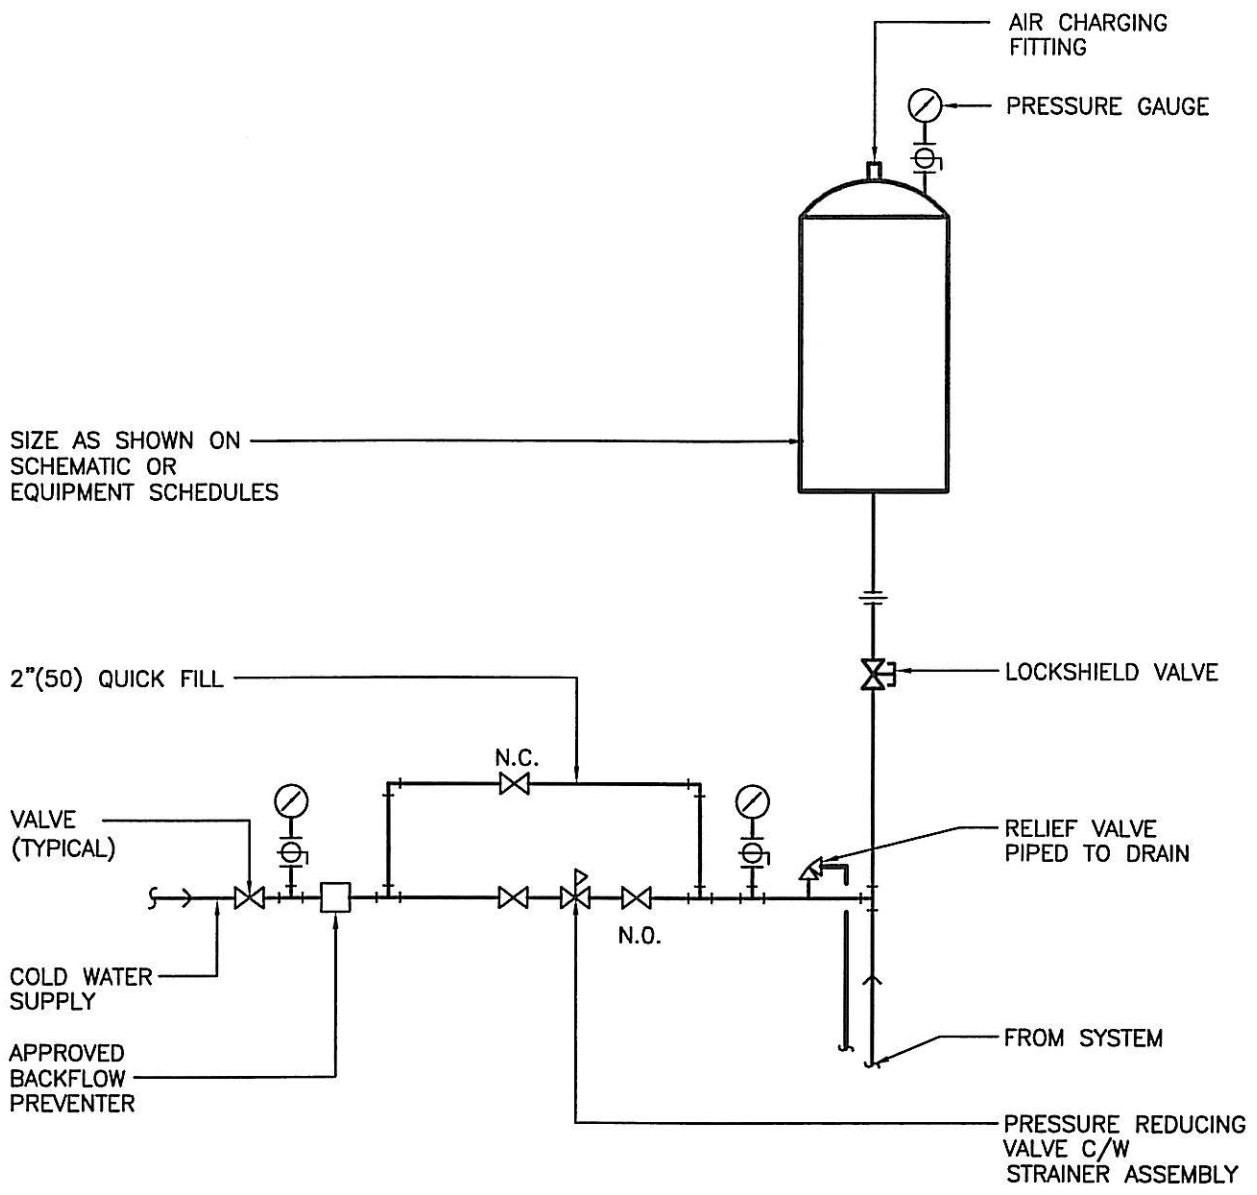 AIR CHARGING
FITTING
PRESSURE GAUGE
SIZE AS SHOWN ON
SCHEMATIC OR
EQUIPMENT SCHEDULES
2"(50) QUICK FILL
LOCKSHIELD VALVE
N.C.
VALVE
(TYPICAL)
RELIEF VALVE
PIPED TO DRAIN
N.O.
COLD WATER
SUPPLY
FROM SYSTEM
APPROVED
BACKFLOW
PREVENTER
PRESSURE REDUCING
VALVE C/W
STRAINER ASSEMBLY